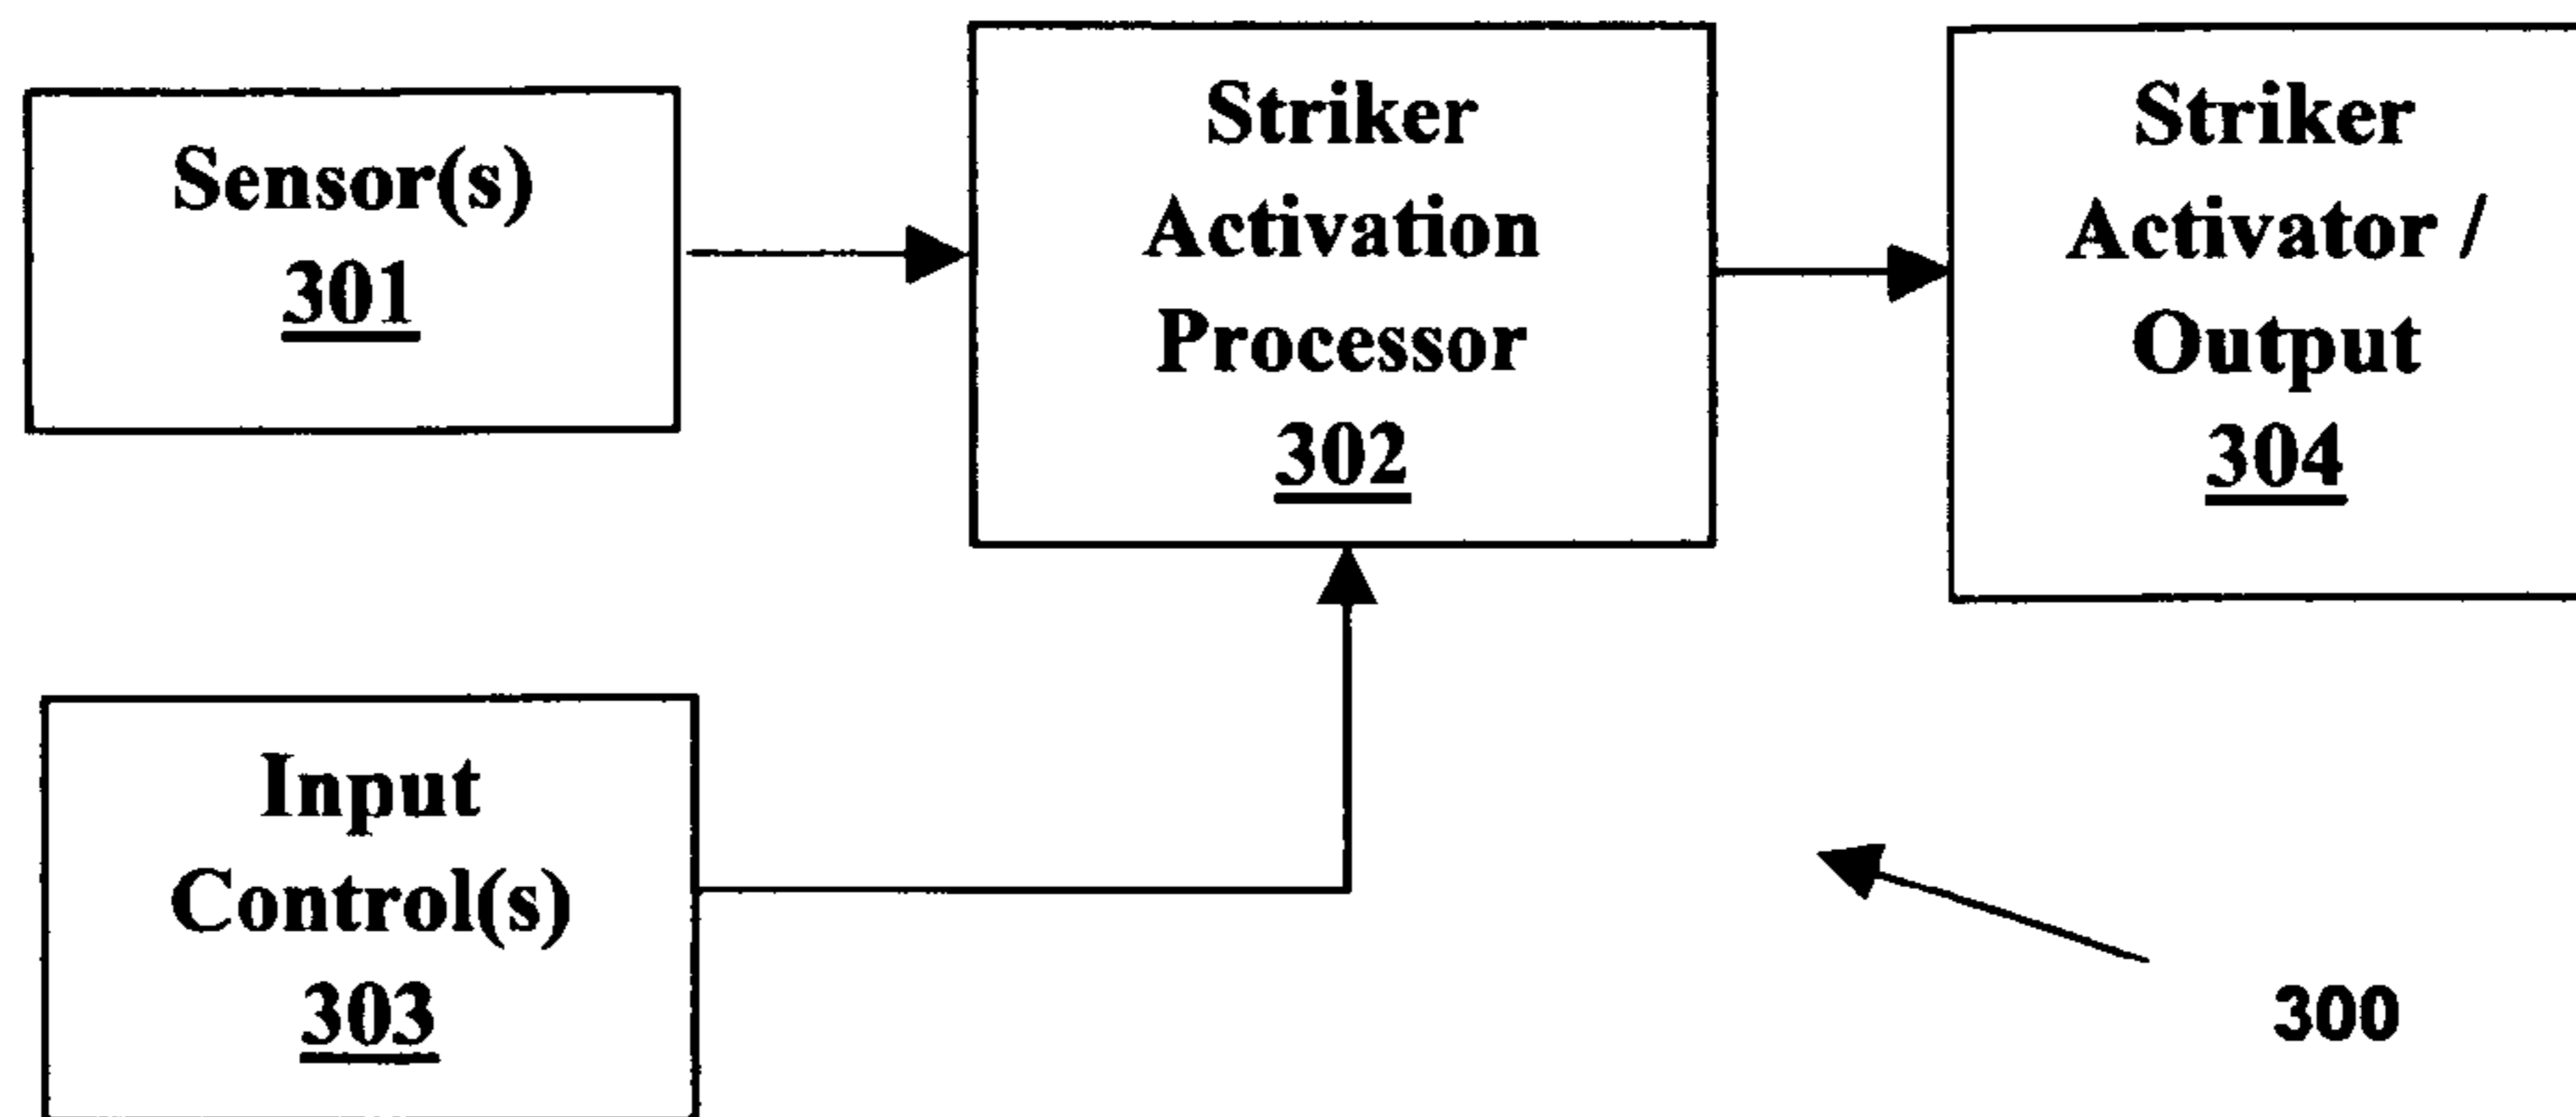 Sensor(s)
301
Striker
Activation
Processor
302
Striker
Activator /
Output
304
Input
Control(s)
303
300